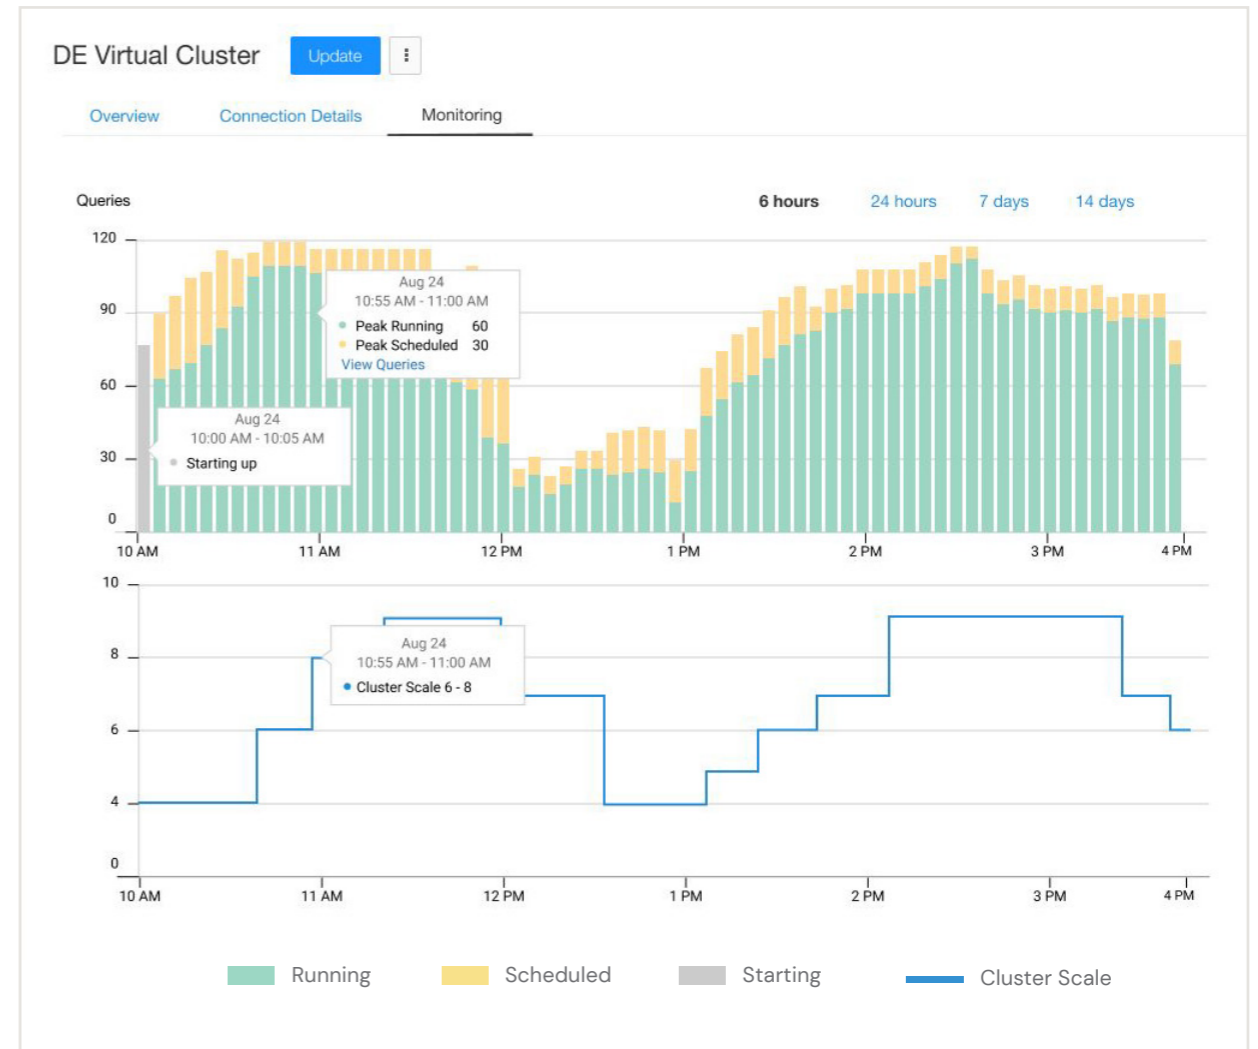 DE Virtual Cluster Update
Overview Connection Details Monitoring
Queries 6 hours 24 hours 7 days 14 days
120
90
60
30
0
Aug 24
10:55 AM - 11:00 AM
Peak Running 60
Peak Scheduled 30
View Queries
Aug 24
10:00 AM - 10:05 AM
Starting up
10 AM 11 AM 12 PM 1 PM 2 PM 3 PM 4 PM
10
8
6
4
0
Aug 24
10:55 AM - 11:00 AM
Cluster Scale 6 - 8
10 AM 11 AM 12 PM 1 PM 2 PM 3 PM 4 PM
Running Scheduled Starting Cluster Scale